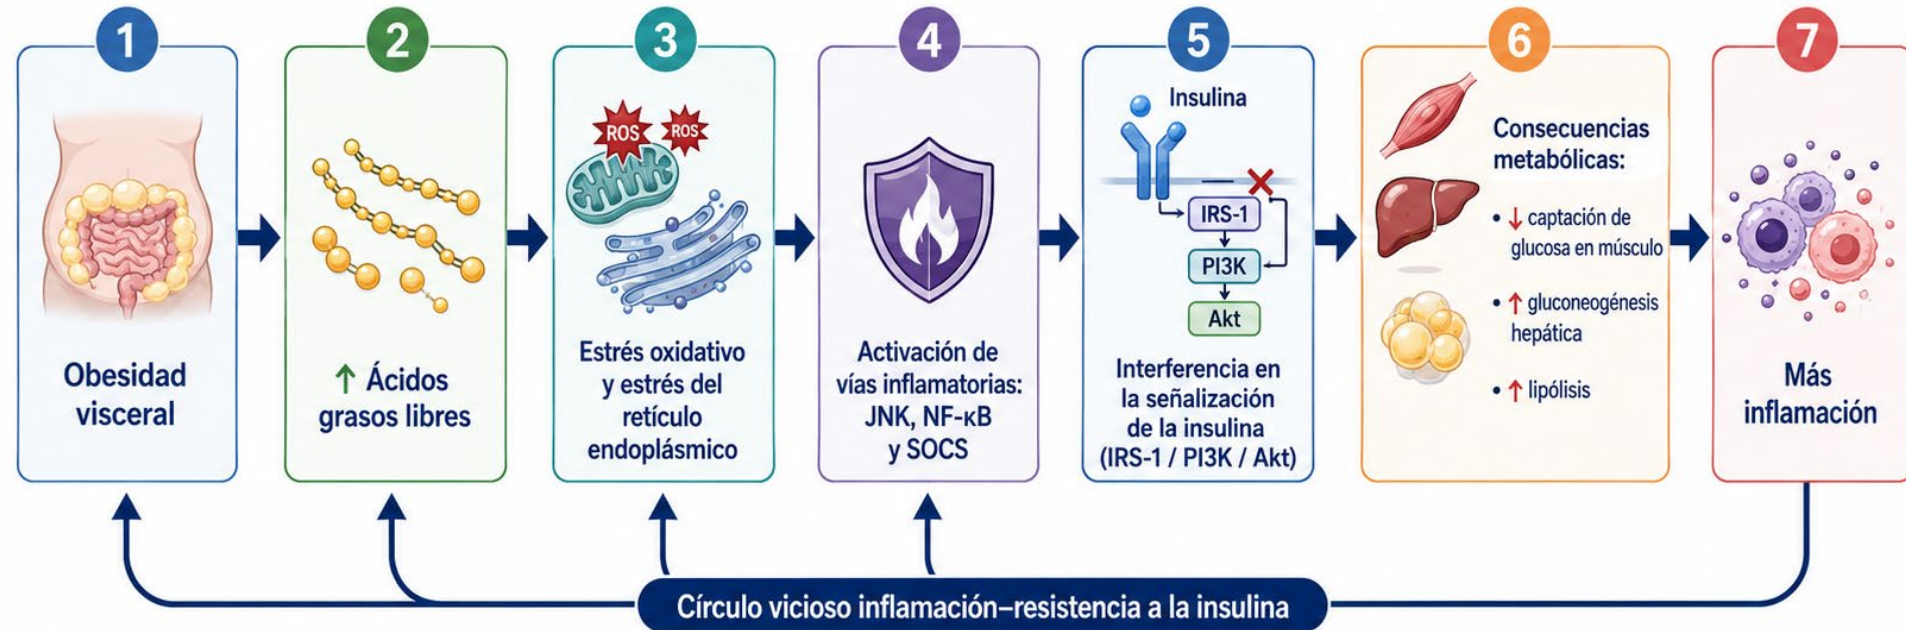 1
2
3
4
5
6
7
Obesidad
visceral
↑ Ácidos
grasos libres
ROS
ROS
Estrés oxidativo
y estrés del
retículo
endoplásmico
Activación de
vías inflamatorias:
JNK, NF-κB
y SOCS
Insulina
IRS-1
PI3K
Akt
Interferencia en
la señalización
de la insulina
(IRS-1 / PI3K / Akt)
Consecuencias
metabólicas:
• ↓ captación de
glucosa en músculo
• ↑ gluconeogénesis
hepática
• ↑ lipólisis
Más
inflamación
Círculo vicioso inflamación–resistencia a la insulina